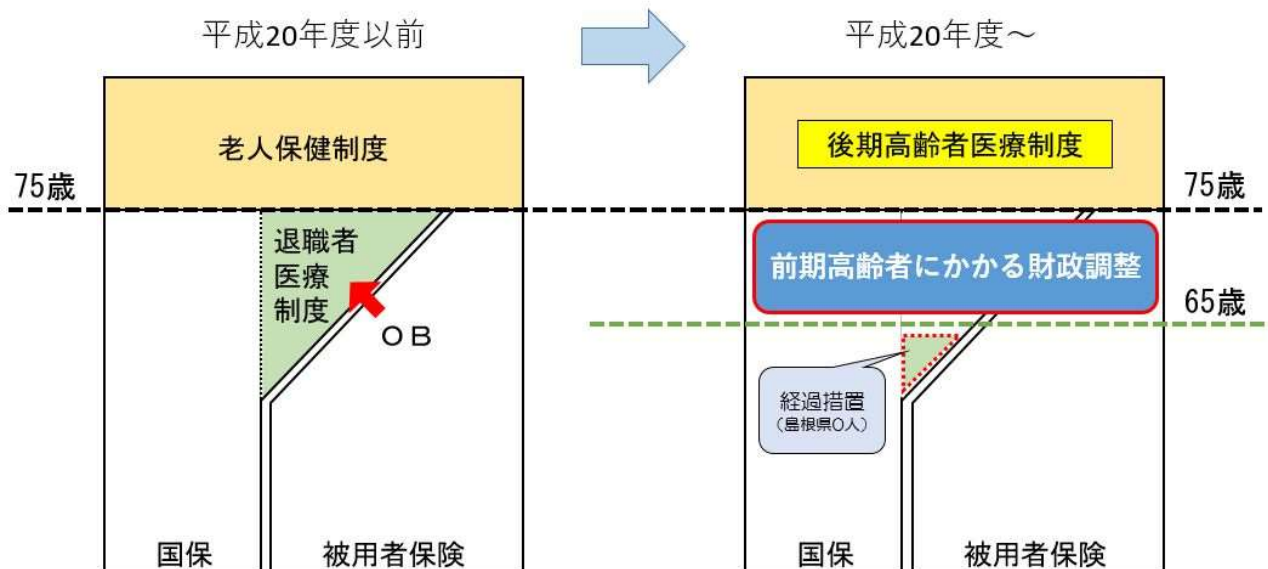 平成20年度以前
平成20年度～
老人保健制度
後期高齢者医療制度
75歳
75歳
退職者
医療
制度
ＯＢ
前期高齢者にかかる財政調整
65歳
経過措置
（島根県0人）
国保
被用者保険
国保
被用者保険